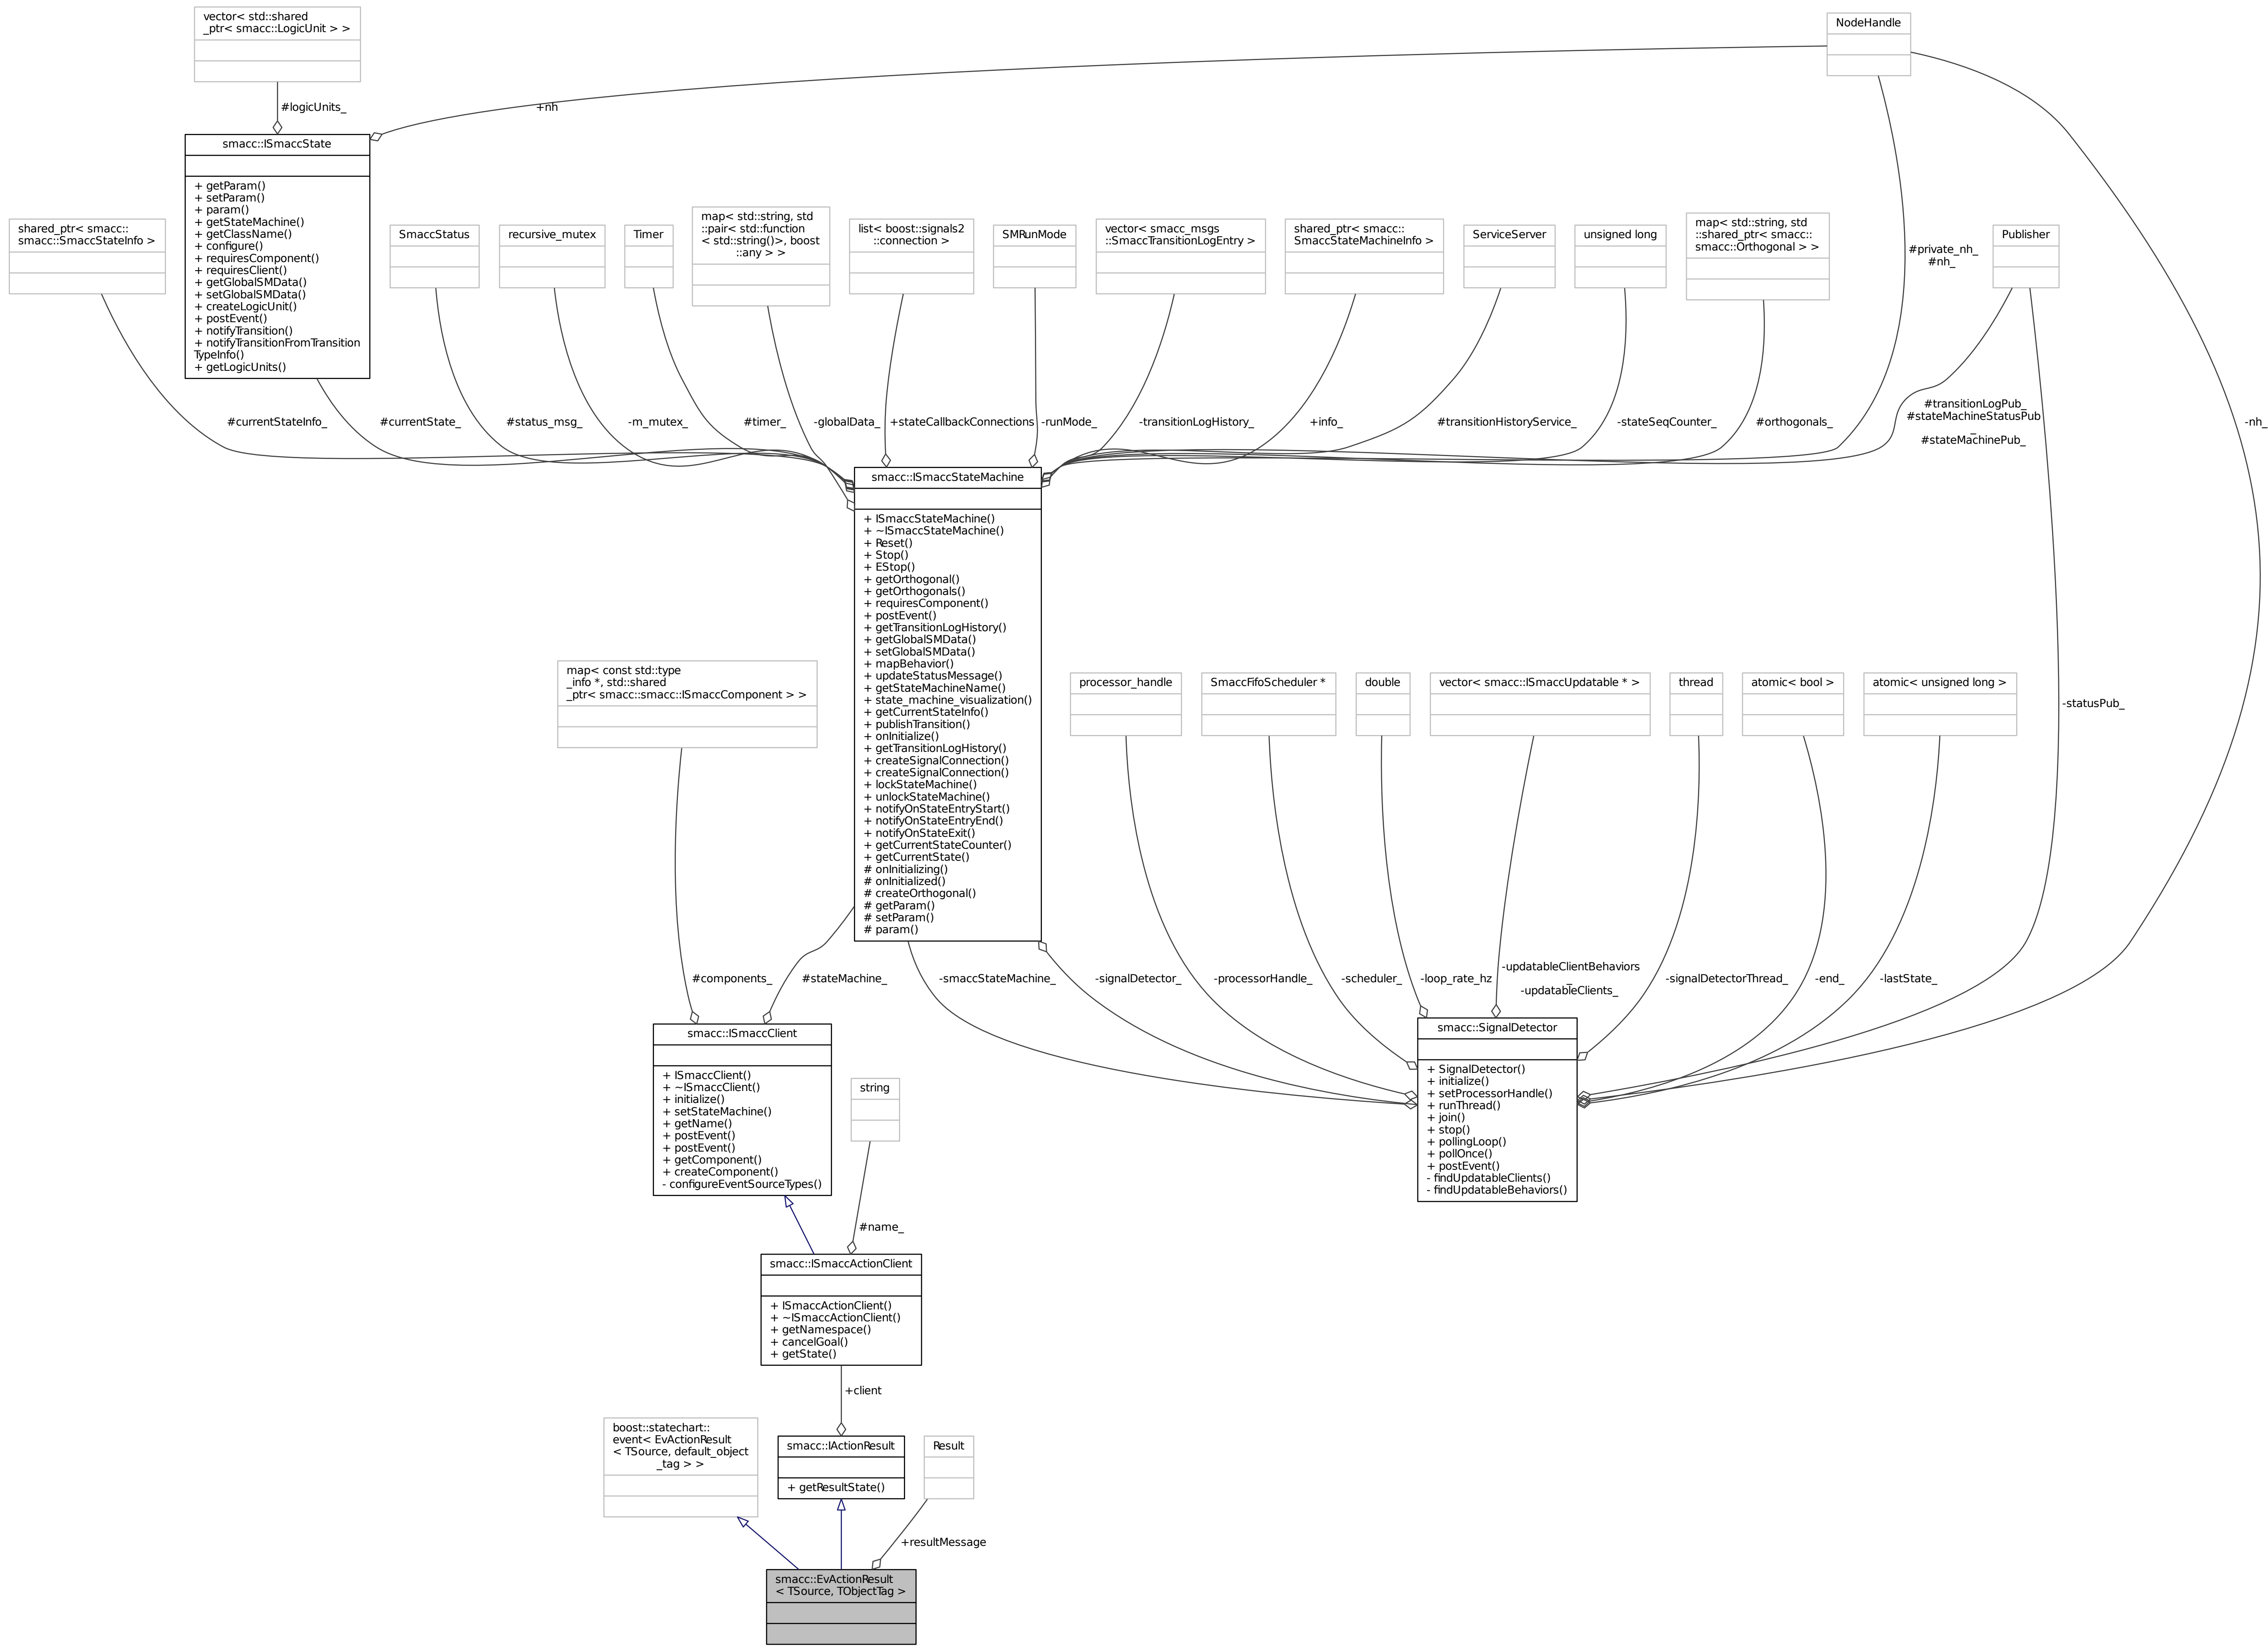 vector< std::shared
_ptr< smacc::LogicUnit > >
NodeHandle
#logicUnits_
+nh
smacc::ISmaccState
+ getParam()
+ setParam()
+ param()
+ getStateMachine()
+ getClassName()
+ configure()
+ requiresComponent()
+ requiresClient()
+ getGlobalSMData()
+ setGlobalSMData()
+ createLogicUnit()
+ postEvent()
+ notifyTransition()
+ notifyTransitionFromTransition
TypeInfo()
+ getLogicUnits()
shared_ptr< smacc::
smacc::SmaccStateInfo >
SmaccStatus
recursive_mutex
Timer
map< std::string, std
::pair< std::function
< std::string()>, boost
::any > >
list< boost::signals2
::connection >
SMRunMode
vector< smacc_msgs
::SmaccTransitionLogEntry >
shared_ptr< smacc::
SmaccStateMachineInfo >
ServiceServer
unsigned long
map< std::string, std
::shared_ptr< smacc::
smacc::Orthogonal > >
#private_nh_
#nh_
Publisher
#currentStateInfo_
#currentState_
#status_msg_
-m_mutex_
#timer_
-globalData_
+stateCallbackConnections
-runMode_
-transitionLogHistory_
+info_
#transitionHistoryService_
-stateSeqCounter_
#orthogonals_
#transitionLogPub_
#stateMachineStatusPub
_
#stateMachinePub_
-nh_
smacc::ISmaccStateMachine
+ ISmaccStateMachine()
+ ~ISmaccStateMachine()
+ Reset()
+ Stop()
+ EStop()
+ getOrthogonal()
+ getOrthogonals()
+ requiresComponent()
+ postEvent()
+ getTransitionLogHistory()
+ getGlobalSMData()
+ setGlobalSMData()
+ mapBehavior()
+ updateStatusMessage()
+ getStateMachineName()
+ state_machine_visualization()
+ getCurrentStateInfo()
+ publishTransition()
+ onInitialize()
+ getTransitionLogHistory()
+ createSignalConnection()
+ createSignalConnection()
+ lockStateMachine()
+ unlockStateMachine()
+ notifyOnStateEntryStart()
+ notifyOnStateEntryEnd()
+ notifyOnStateExit()
+ getCurrentStateCounter()
+ getCurrentState()
# onInitializing()
# onInitialized()
# createOrthogonal()
# getParam()
# setParam()
# param()
map< const std::type
_info *, std::shared
_ptr< smacc::smacc::ISmaccComponent > >
processor_handle
SmaccFifoScheduler *
double
vector< smacc::ISmaccUpdatable * >
thread
atomic< bool >
atomic< unsigned long >
-statusPub_
#components_
#stateMachine_
-smaccStateMachine_
-signalDetector_
-processorHandle_
-scheduler_
-loop_rate_hz
-updatableClientBehaviors
_
-updatableClients_
-signalDetectorThread_
-end_
-lastState_
smacc::ISmaccClient
+ ISmaccClient()
+ ~ISmaccClient()
+ initialize()
+ setStateMachine()
+ getName()
+ postEvent()
+ postEvent()
+ getComponent()
+ createComponent()
- configureEventSourceTypes()
smacc::SignalDetector
+ SignalDetector()
+ initialize()
+ setProcessorHandle()
+ runThread()
+ join()
+ stop()
+ pollingLoop()
+ pollOnce()
+ postEvent()
- findUpdatableClients()
- findUpdatableBehaviors()
string
#name_
smacc::ISmaccActionClient
+ ISmaccActionClient()
+ ~ISmaccActionClient()
+ getNamespace()
+ cancelGoal()
+ getState()
+client
boost::statechart::
event< EvActionResult
< TSource, default_object
_tag > >
smacc::IActionResult
+ getResultState()
Result
+resultMessage
smacc::EvActionResult
< TSource, TObjectTag >